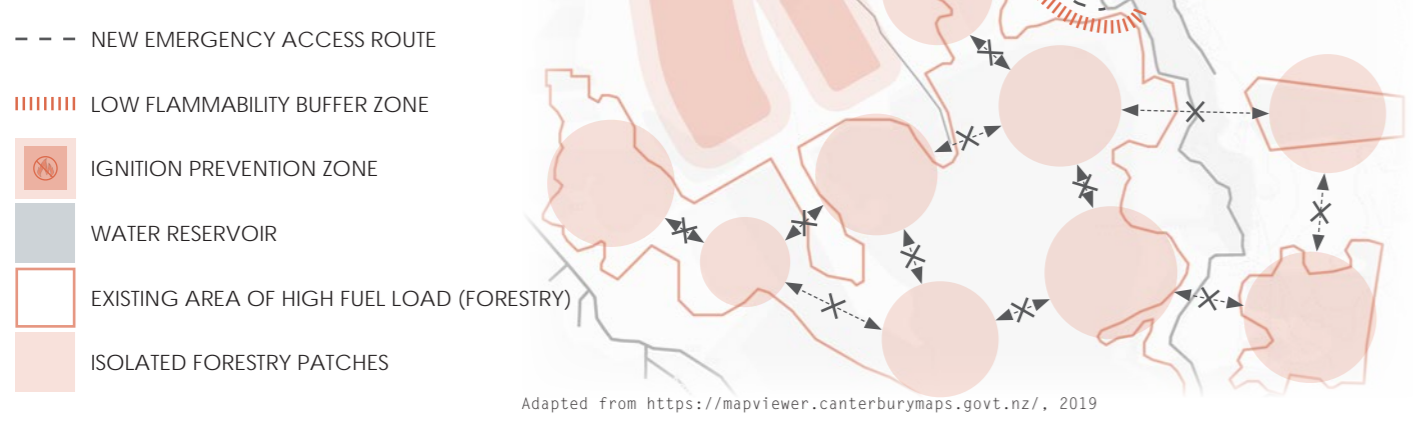 NEW EMERGENCY ACCESS ROUTE
LOW FLAMMABILITY BUFFER ZONE
IGNITION PREVENTION ZONE
WATER RESERVOIR
EXISTING AREA OF HIGH FUEL LOAD (FORESTRY)
ISOLATED FORESTRY PATCHES
Adapted from https://mapviewer.canterburymaps.govt.nz/, 2019